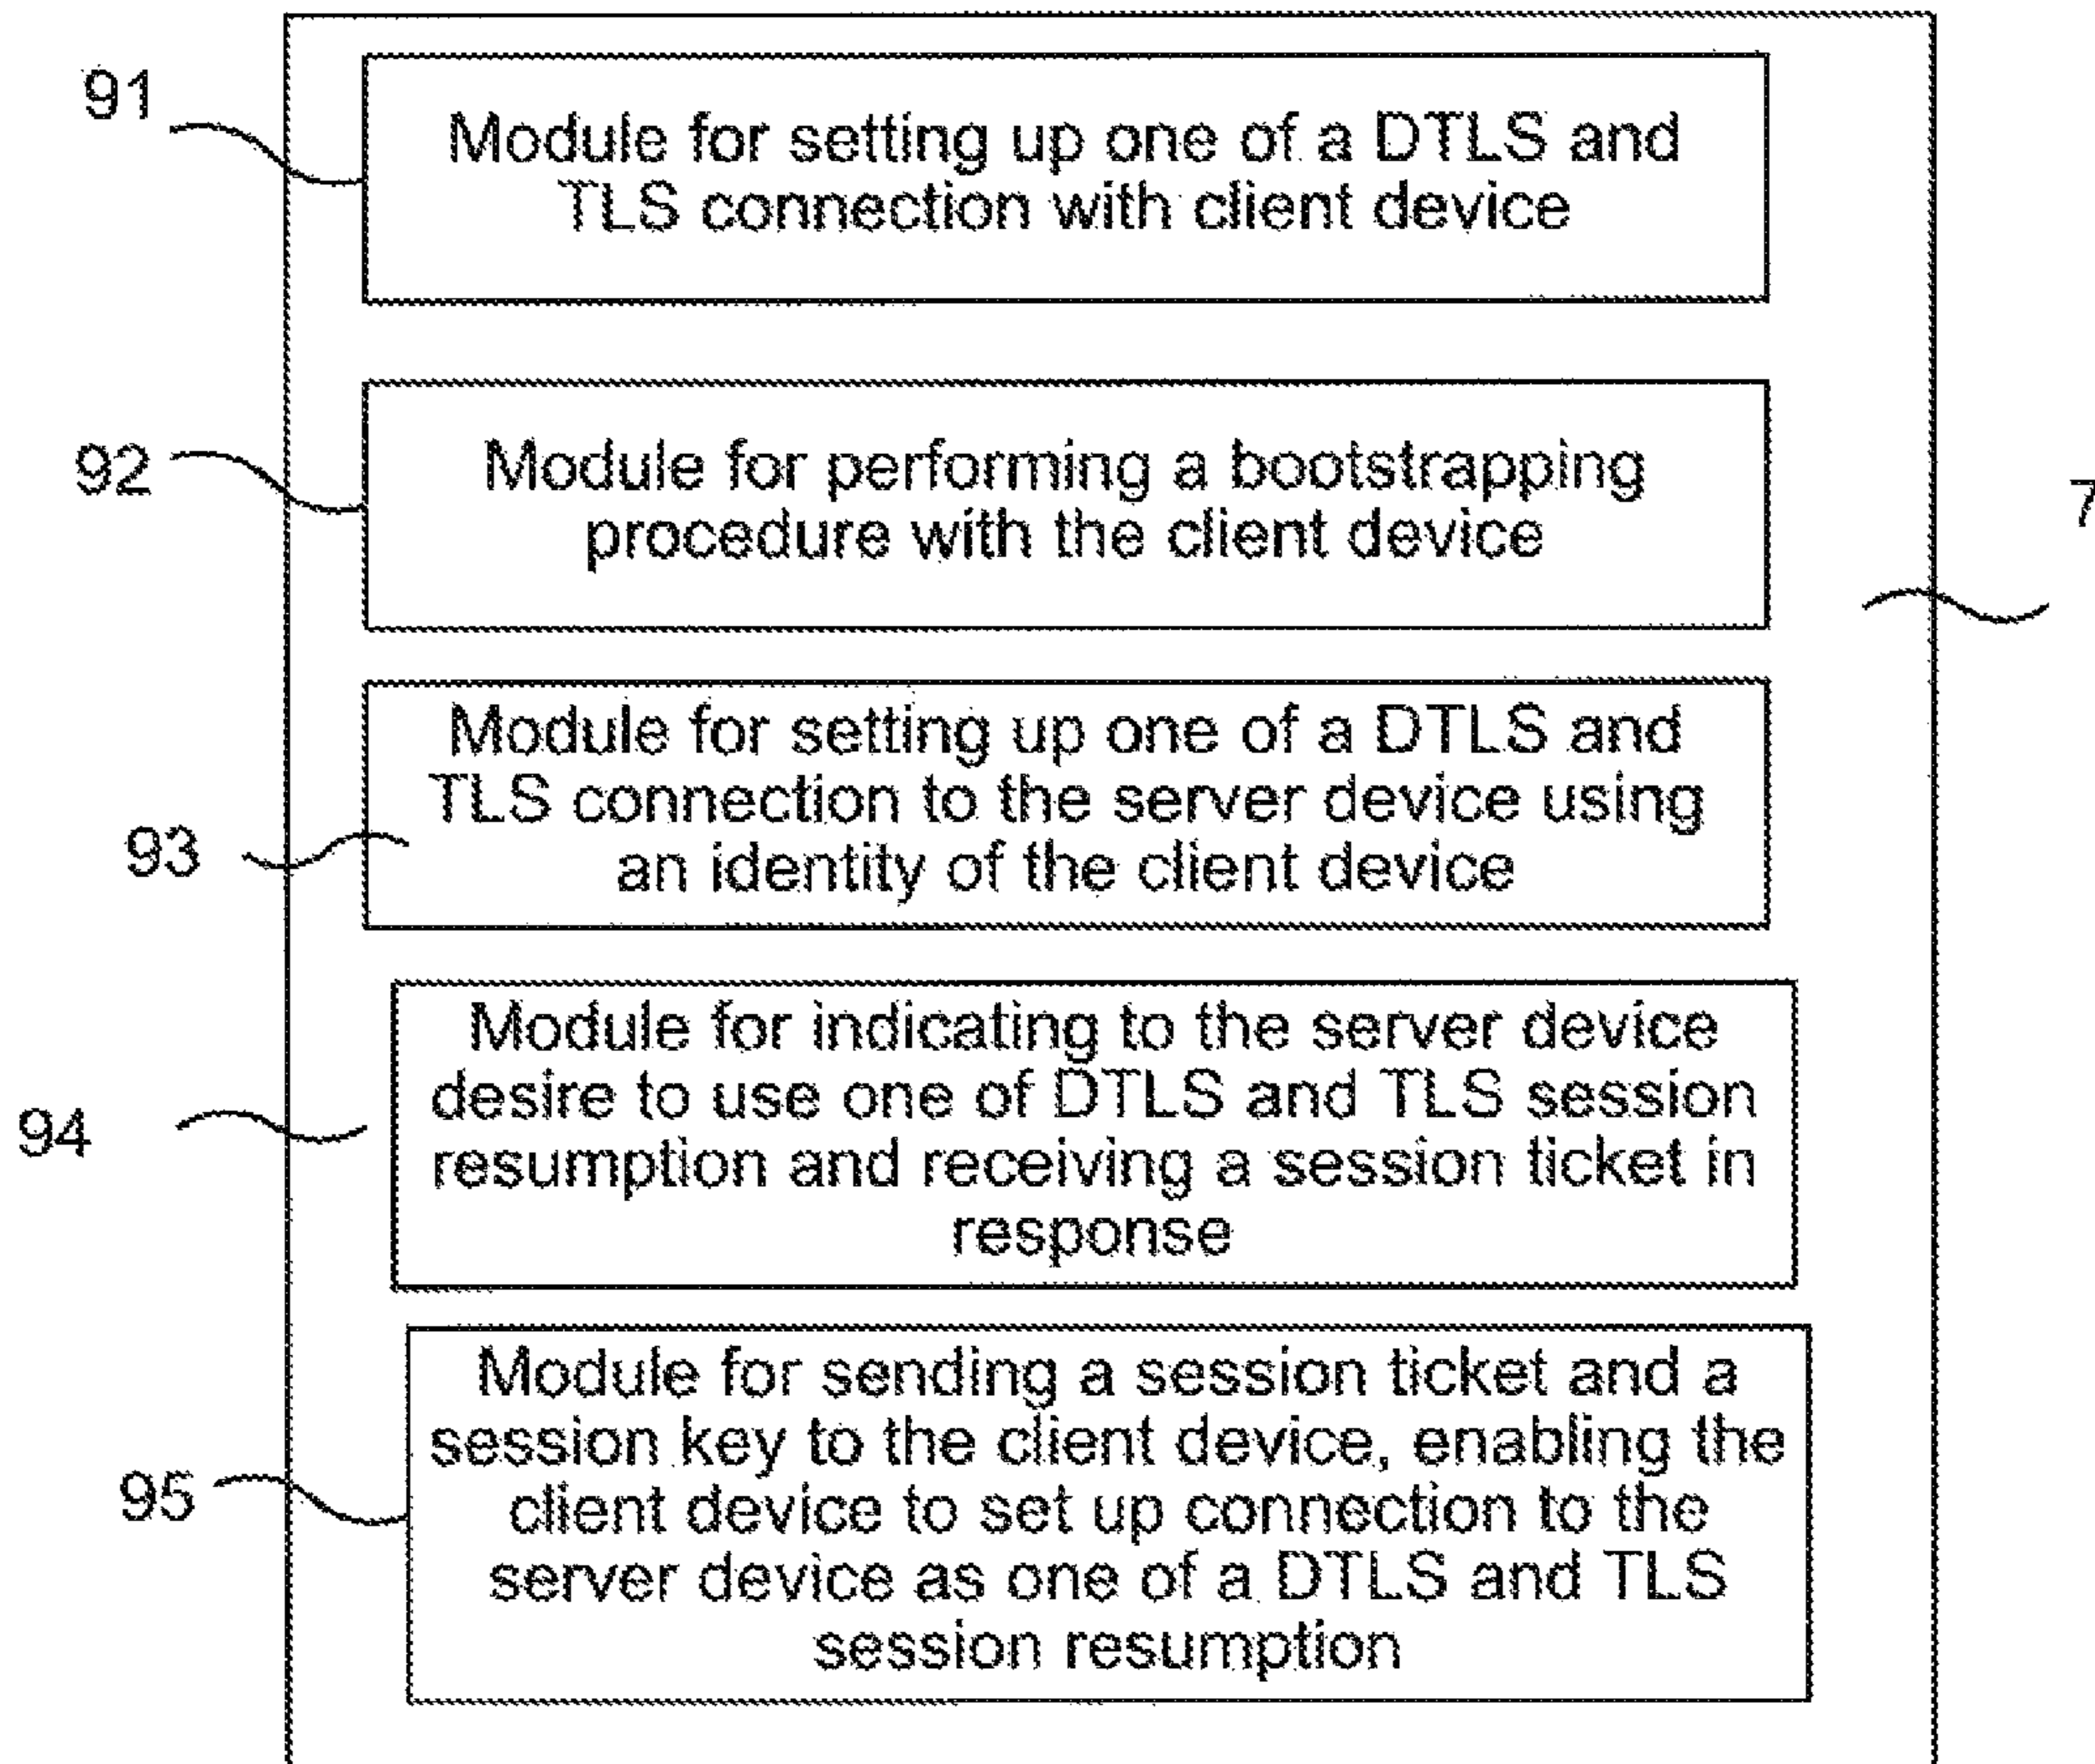 91
Module for setting up one of a DTLS and
TLS connection with client device
92
Module for performing a bootstrapping
procedure with the client device
7
93
Module for setting up one of a DTLS and
TLS connection to the server device using
an identity of the client device
94
Module for indicating to the server device
desire to use one of DTLS and TLS session
resumption and receiving a session ticket in
response
95
Module for sending a session ticket and a
session key to the client device, enabling the
client device to set up connection to the
server device as one of a DTLS and TLS
session resumption